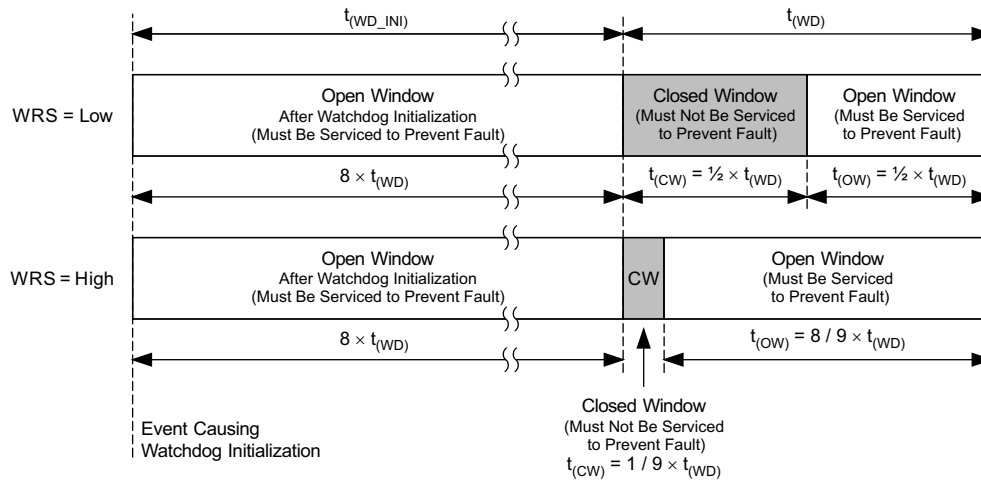 t(WD_INI)
t(WD)
WRS = Low
Open Window
After Watchdog Initialization
(Must Be Serviced to Prevent Fault)
Closed Window
(Must Not Be Serviced
to Prevent Fault)
Open Window
(Must Be Serviced
to Prevent Fault)
8 × t(WD)
t(CW) = ½ × t(WD)
t(OW) = ½ × t(WD)
WRS = High
Open Window
After Watchdog Initialization
(Must Be Serviced to Prevent Fault)
CW
Open Window
(Must Be Serviced
to Prevent Fault)
8 × t(WD)
t(OW) = 8 / 9 × t(WD)
Event Causing
Watchdog Initialization
Closed Window
(Must Not Be Serviced
to Prevent Fault)
t(CW) = 1 / 9 × t(WD)